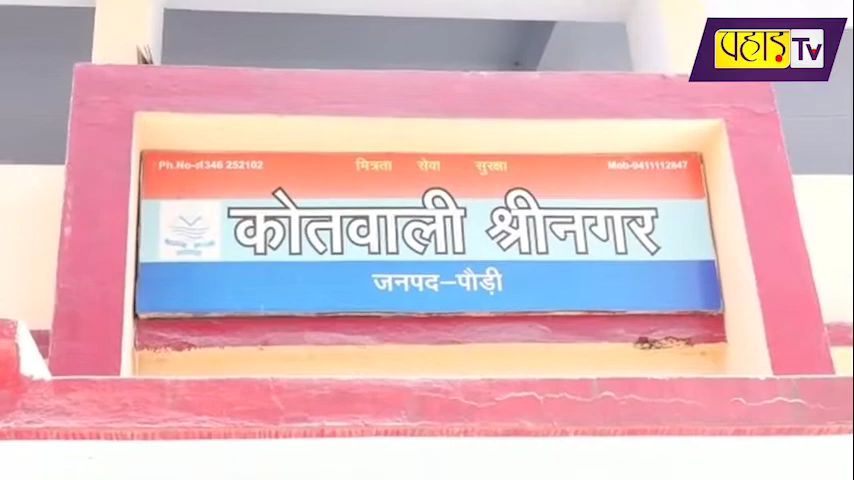 पहाड़ Tv
Ph.No-01346 252102 मित्रता सेवा सुरक्षा Mob-9411112847
कोतवाली श्रीनगर
जनपद-पौड़ी